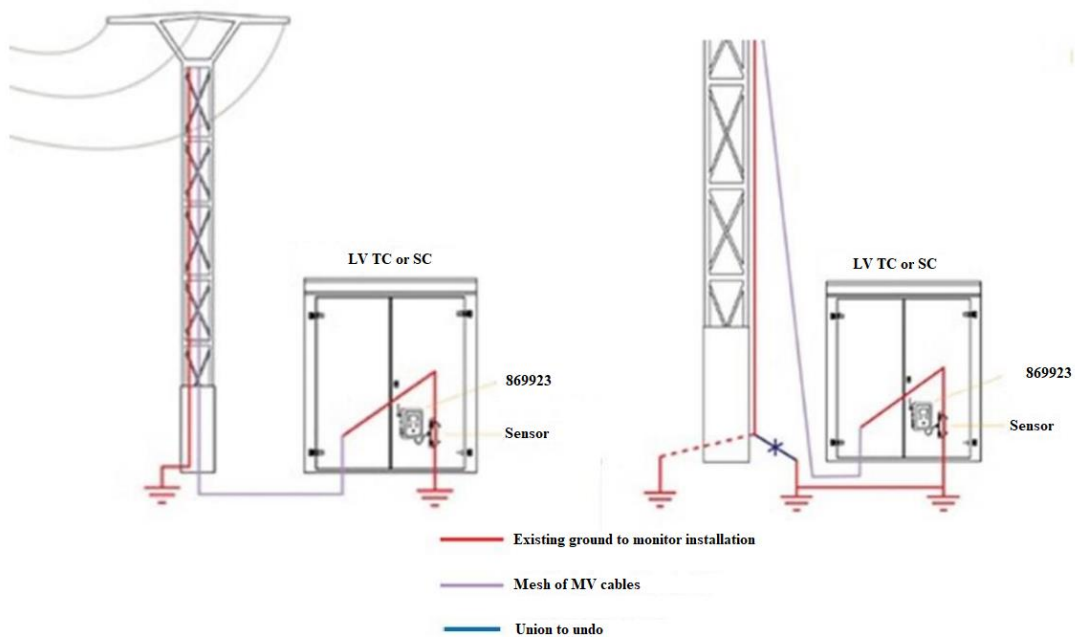 LV TC or SC
869923
Sensor
LV TC or SC
869923
Sensor
Existing ground to monitor installation
Mesh of MV cables
Union to undo